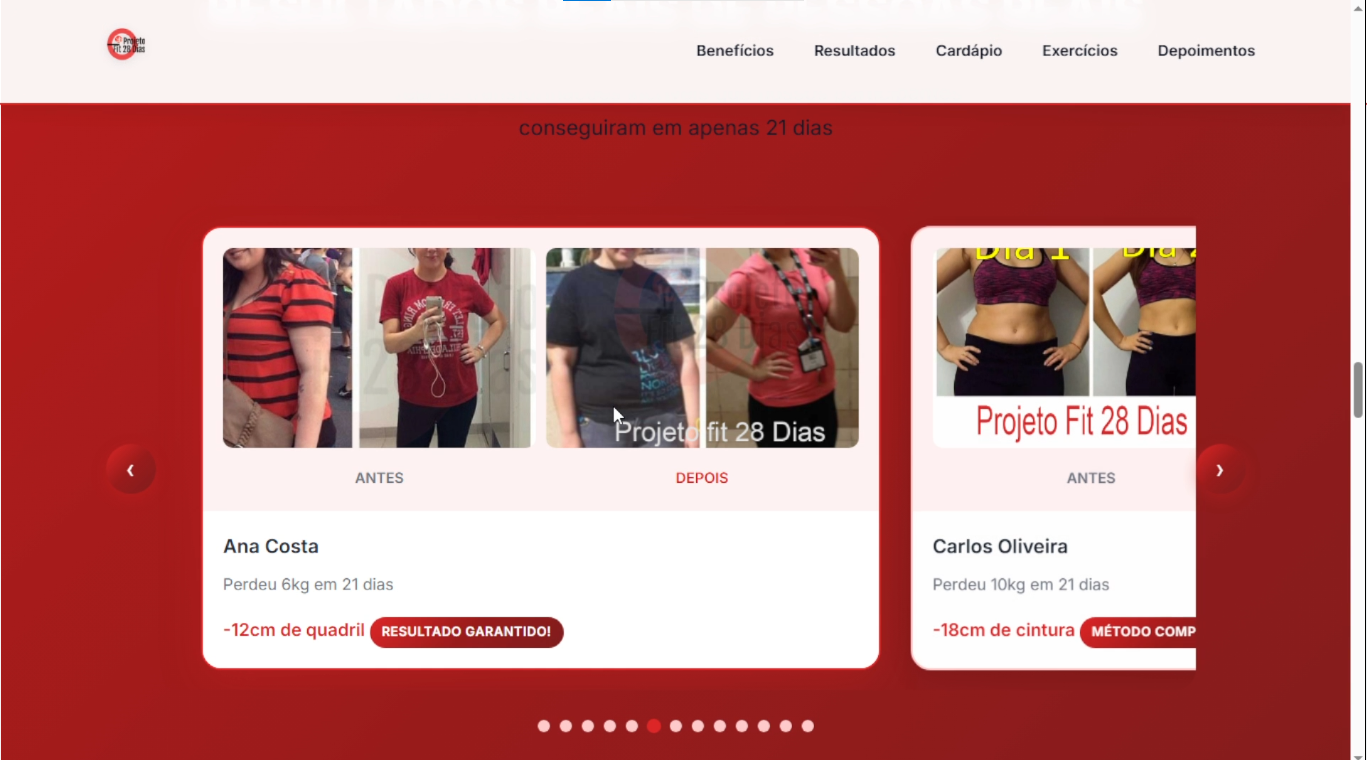 Projeto
Fit 28 Dias
Benefícios
Resultados
Cardápio
Exercícios
Depoimentos
conseguiram em apenas 21 dias
❮
Projeto fit 28 Dias
ANTES
DEPOIS
Ana Costa
Perdeu 6kg em 21 dias
-12cm de quadril
RESULTADO GARANTIDO!
Dia 1
Projeto Fit 28 Dias
ANTES
Carlos Oliveira
Perdeu 10kg em 21 dias
-18cm de cintura
MÉTODO COMP
❯